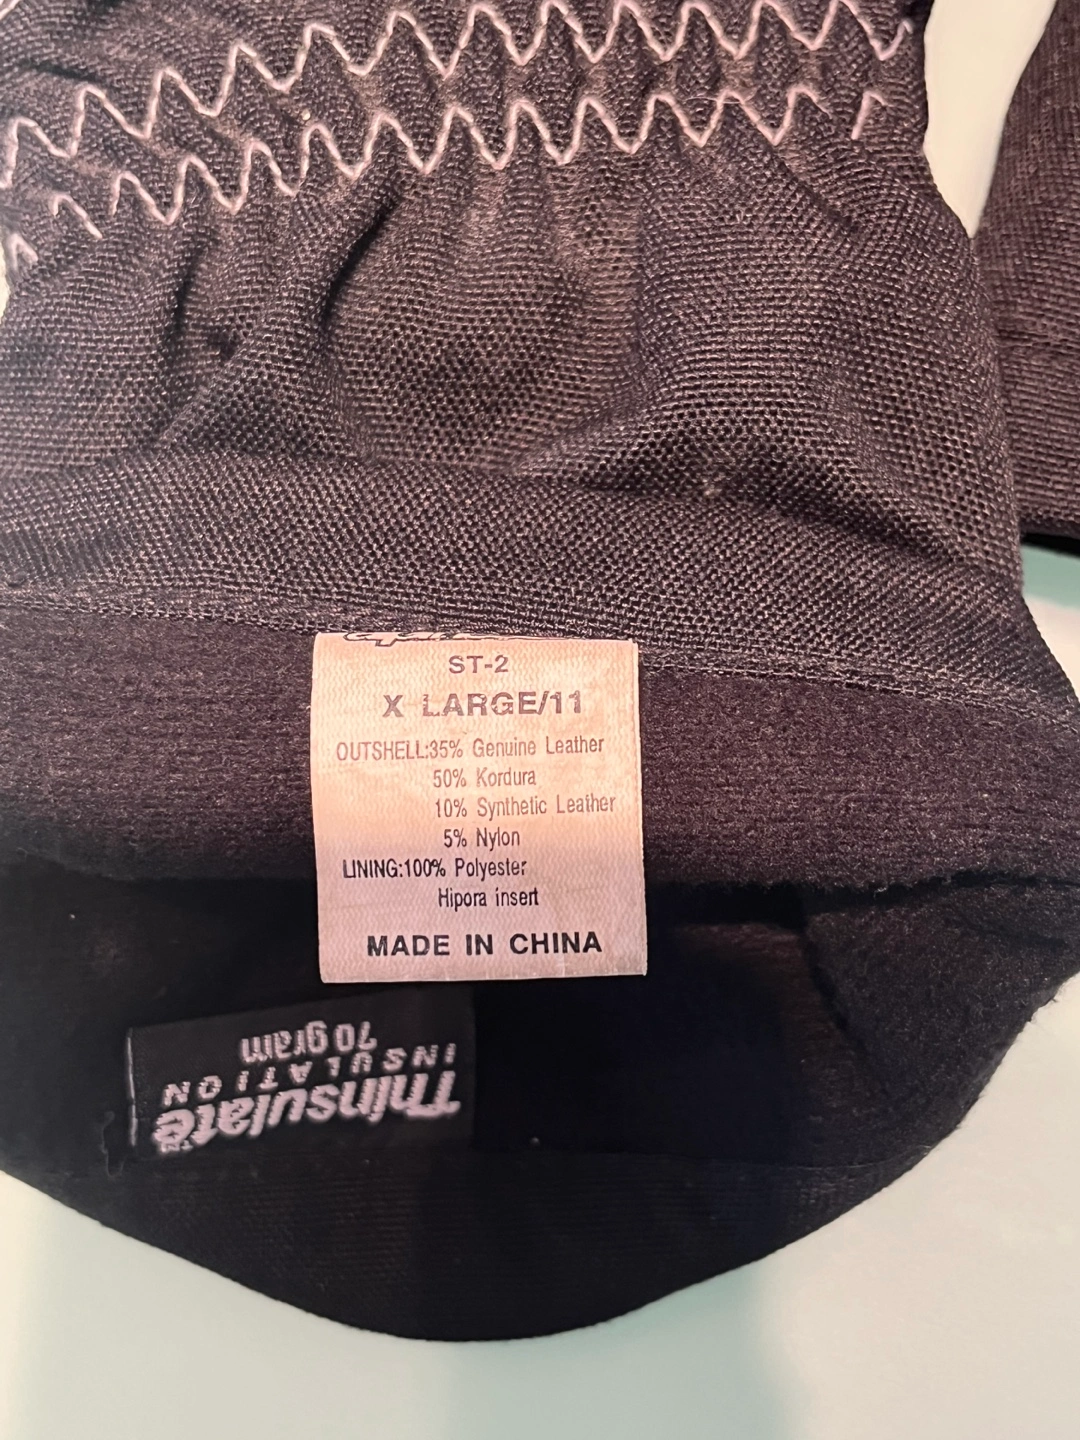 ST-2
X LARGE/11
OUTSHELL:35% Genuine Leather
50% Kordura
10% Synthetic Leather
5% Nylon
LINING:100% Polyester
Hipora insert
MADE IN CHINA
Thinsulate™
INSULATION
70 gram